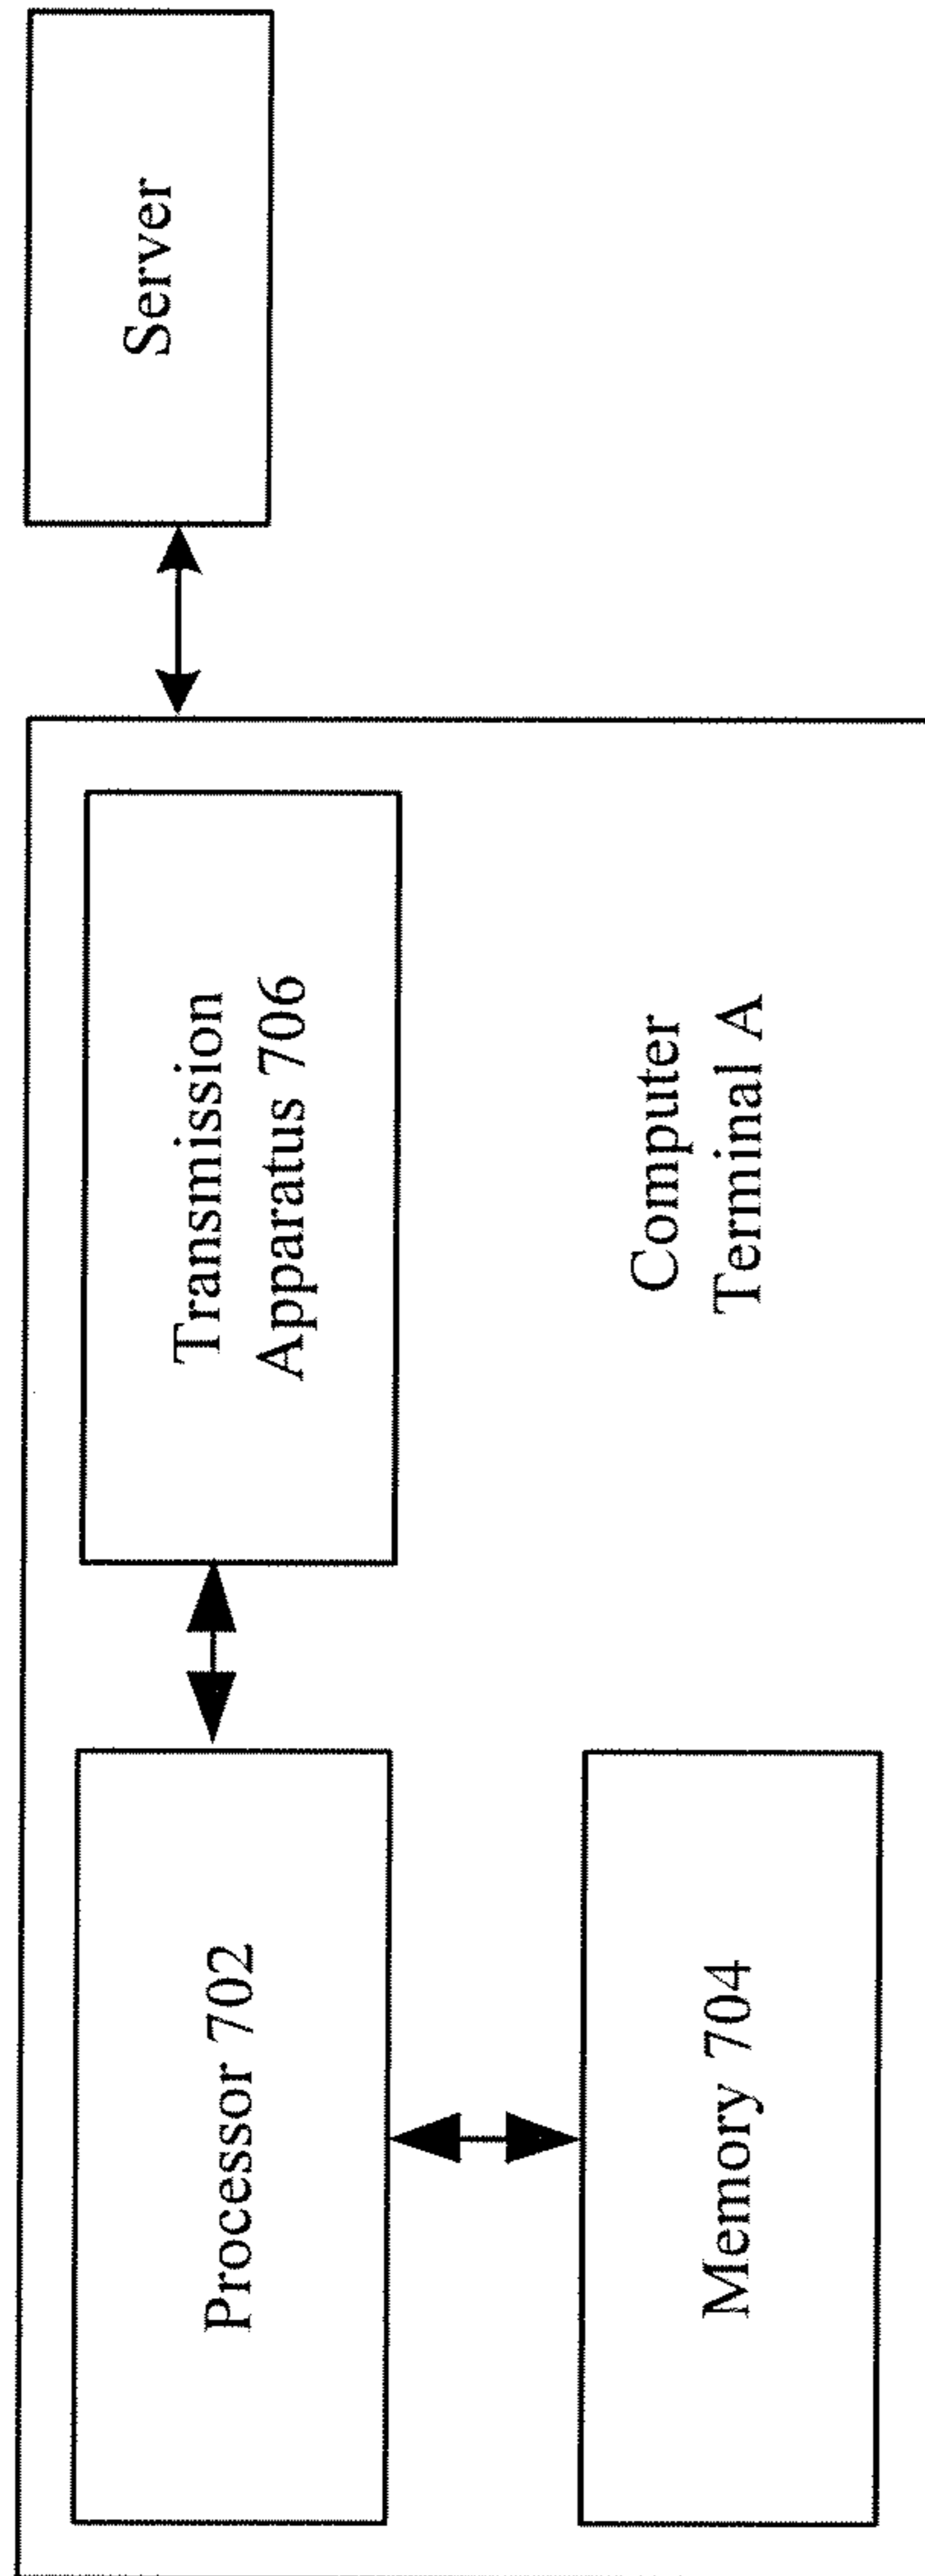 Processor 702
Transmission
Apparatus 706
Server
Memory 704
Computer
Terminal A